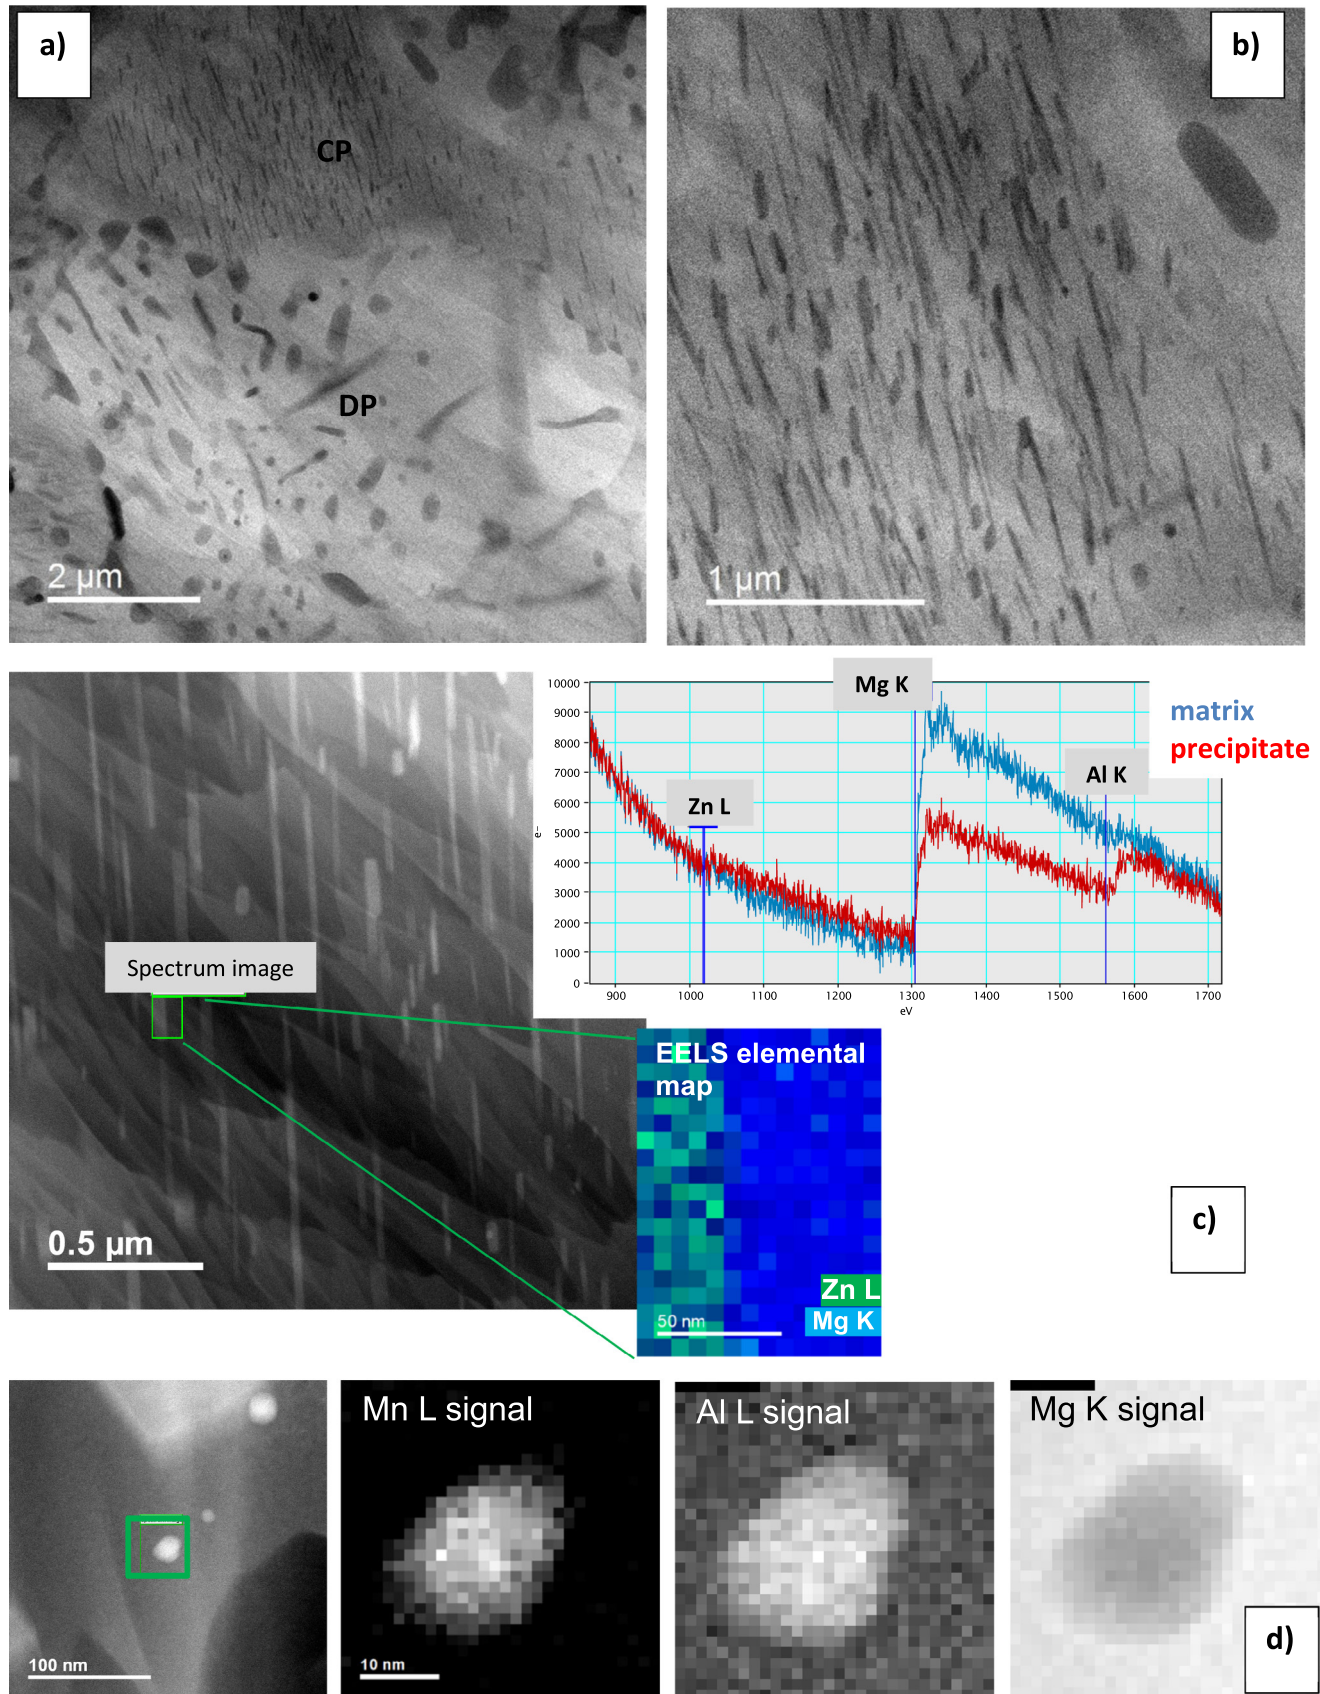 a)
CP
DP
2 µm
b)
1 µm
Spectrum image
0.5 µm
Mg K
Zn L
Al K
matrix
precipitate
10000
9000
8000
7000
6000
5000
4000
3000
2000
1000
0
e-
900 1000 1100 1200 1300 1400 1500 1600 1700
eV
EELS elemental
map
Zn L
Mg K
50 nm
c)
100 nm
Mn L signal
10 nm
Al L signal
Mg K signal
d)